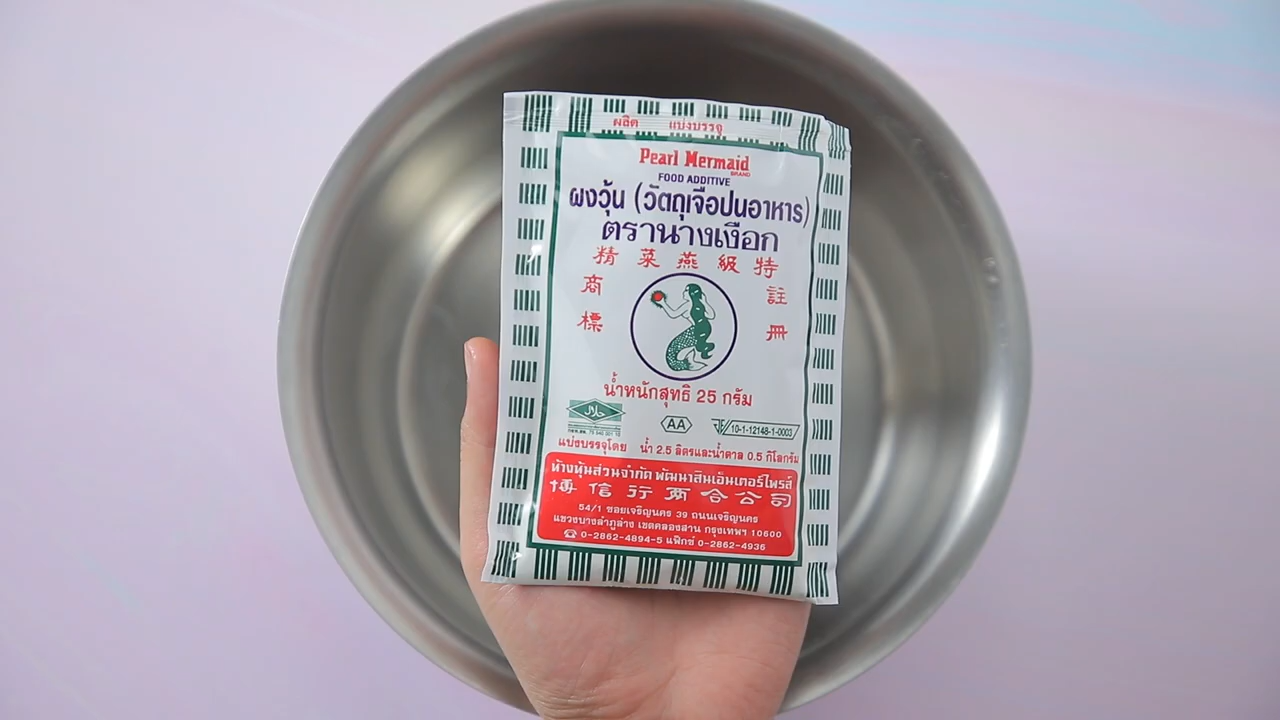 ผลิต แบ่งบรรจุ
Pearl Mermaid
BRAND
FOOD ADDITIVE
ผงวุ้น (วัตถุเจือปนอาหาร)
ตรานางเงือก
精菜燕級特
商 註
標 冊
น้ำหนักสุทธิ 25 กรัม
AA
10-1-12148-1-0003
แบ่งบรรจุโดย น้ำ 2.5 ลิตรและน้ำตาล 0.5 กิโลกรัม
ห้างหุ้นส่วนจำกัด พัฒนาสินเอ็นเตอร์ไพรส์
博信行兩合公司
54/1 ซอยเจริญนคร 39 ถนนเจริญนคร
แขวงบางลำภูล่าง เขตคลองสาน กรุงเทพฯ 10600
0-2862-4894-5 แฟ็กซ์ 0-2862-4936